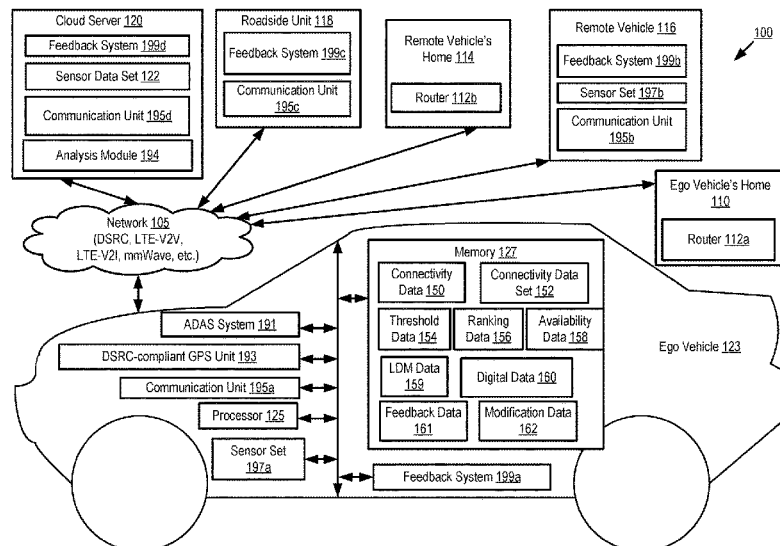 Cloud Server 120
Feedback System 199d
Sensor Data Set 122
Communication Unit 195d
Analysis Module 194
Roadside Unit 118
Feedback System 199c
Communication Unit 195c
Remote Vehicle's
Home 114
Router 112b
Remote Vehicle 116
Feedback System 199b
Sensor Set 197b
Communication Unit
195b
100
Ego Vehicle's Home
110
Router 112a
Network 105
(DSRC, LTE-V2V,
LTE-V2I, mmWave, etc.)
ADAS System 191
DSRC-compliant GPS Unit 193
Communication Unit 195a
Processor 125
Sensor Set
197a
Memory 127
Connectivity
Data 150
Connectivity Data
Set 152
Threshold
Data 154
Ranking
Data 156
Availability
Data 158
LDM Data
159
Digital Data 160
Feedback Data
161
Modification Data
162
Feedback System 199a
Ego Vehicle 123